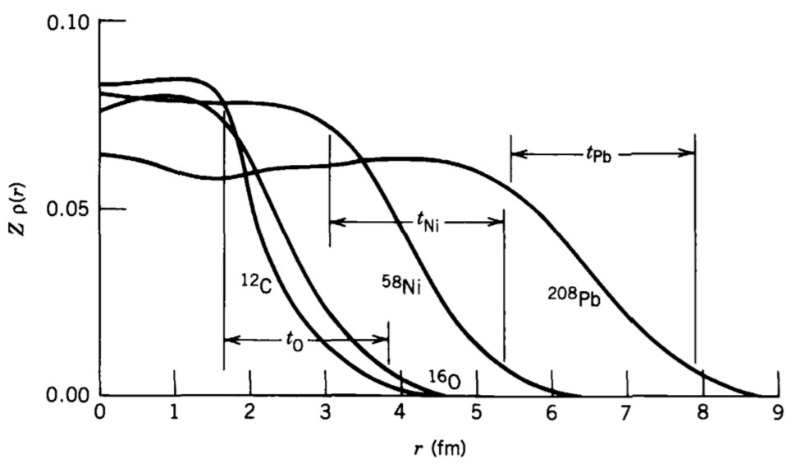 0.10
Z ρ(r)
t_Pb
0.05
t_Ni
¹²C
⁵⁸Ni
²⁰⁸Pb
t_O
¹⁶O
0.00
0 1 2 3 4 5 6 7 8 9
r (fm)